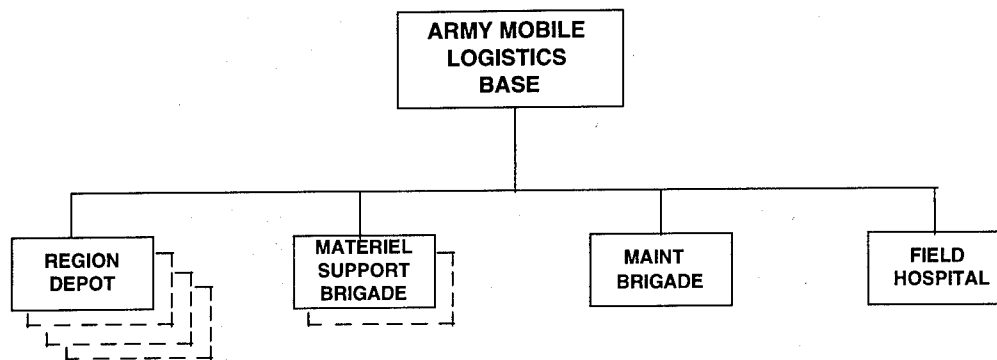 ARMY MOBILE
LOGISTICS
BASE
REGION
DEPOT
MATERIEL
SUPPORT
BRIGADE
MAINT
BRIGADE
FIELD
HOSPITAL